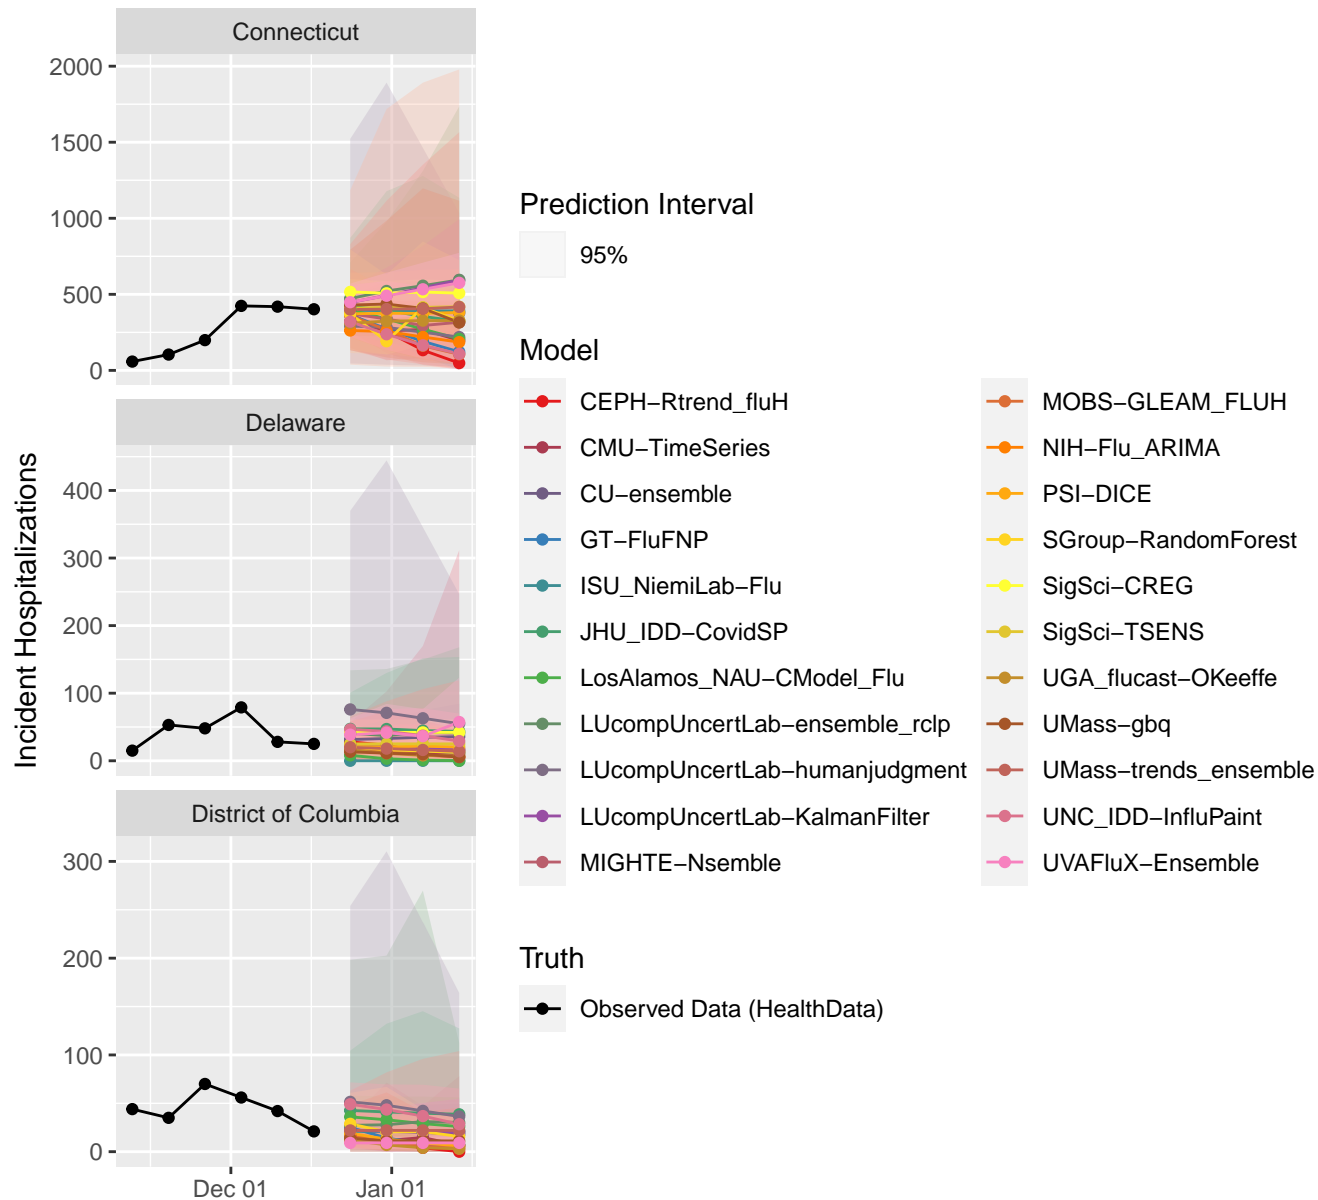 Connecticut
2000
1500
1000
500
0
Delaware
400
300
200
100
0
District of Columbia
300
200
100
0
Dec 01
Jan 01
Incident Hospitalizations
Prediction Interval
95%
Model
CEPH−Rtrend_fluH
CMU−TimeSeries
CU−ensemble
GT−FluFNP
ISU_NiemiLab−Flu
JHU_IDD−CovidSP
LosAlamos_NAU−CModel_Flu
LUcompUncertLab−ensemble_rclp
LUcompUncertLab−humanjudgment
LUcompUncertLab−KalmanFilter
MIGHTE−Nsemble
MOBS−GLEAM_FLUH
NIH−Flu_ARIMA
PSI−DICE
SGroup−RandomForest
SigSci−CREG
SigSci−TSENS
UGA_flucast−OKeeffe
UMass−gbq
UMass−trends_ensemble
UNC_IDD−InfluPaint
UVAFluX−Ensemble
Truth
Observed Data (HealthData)